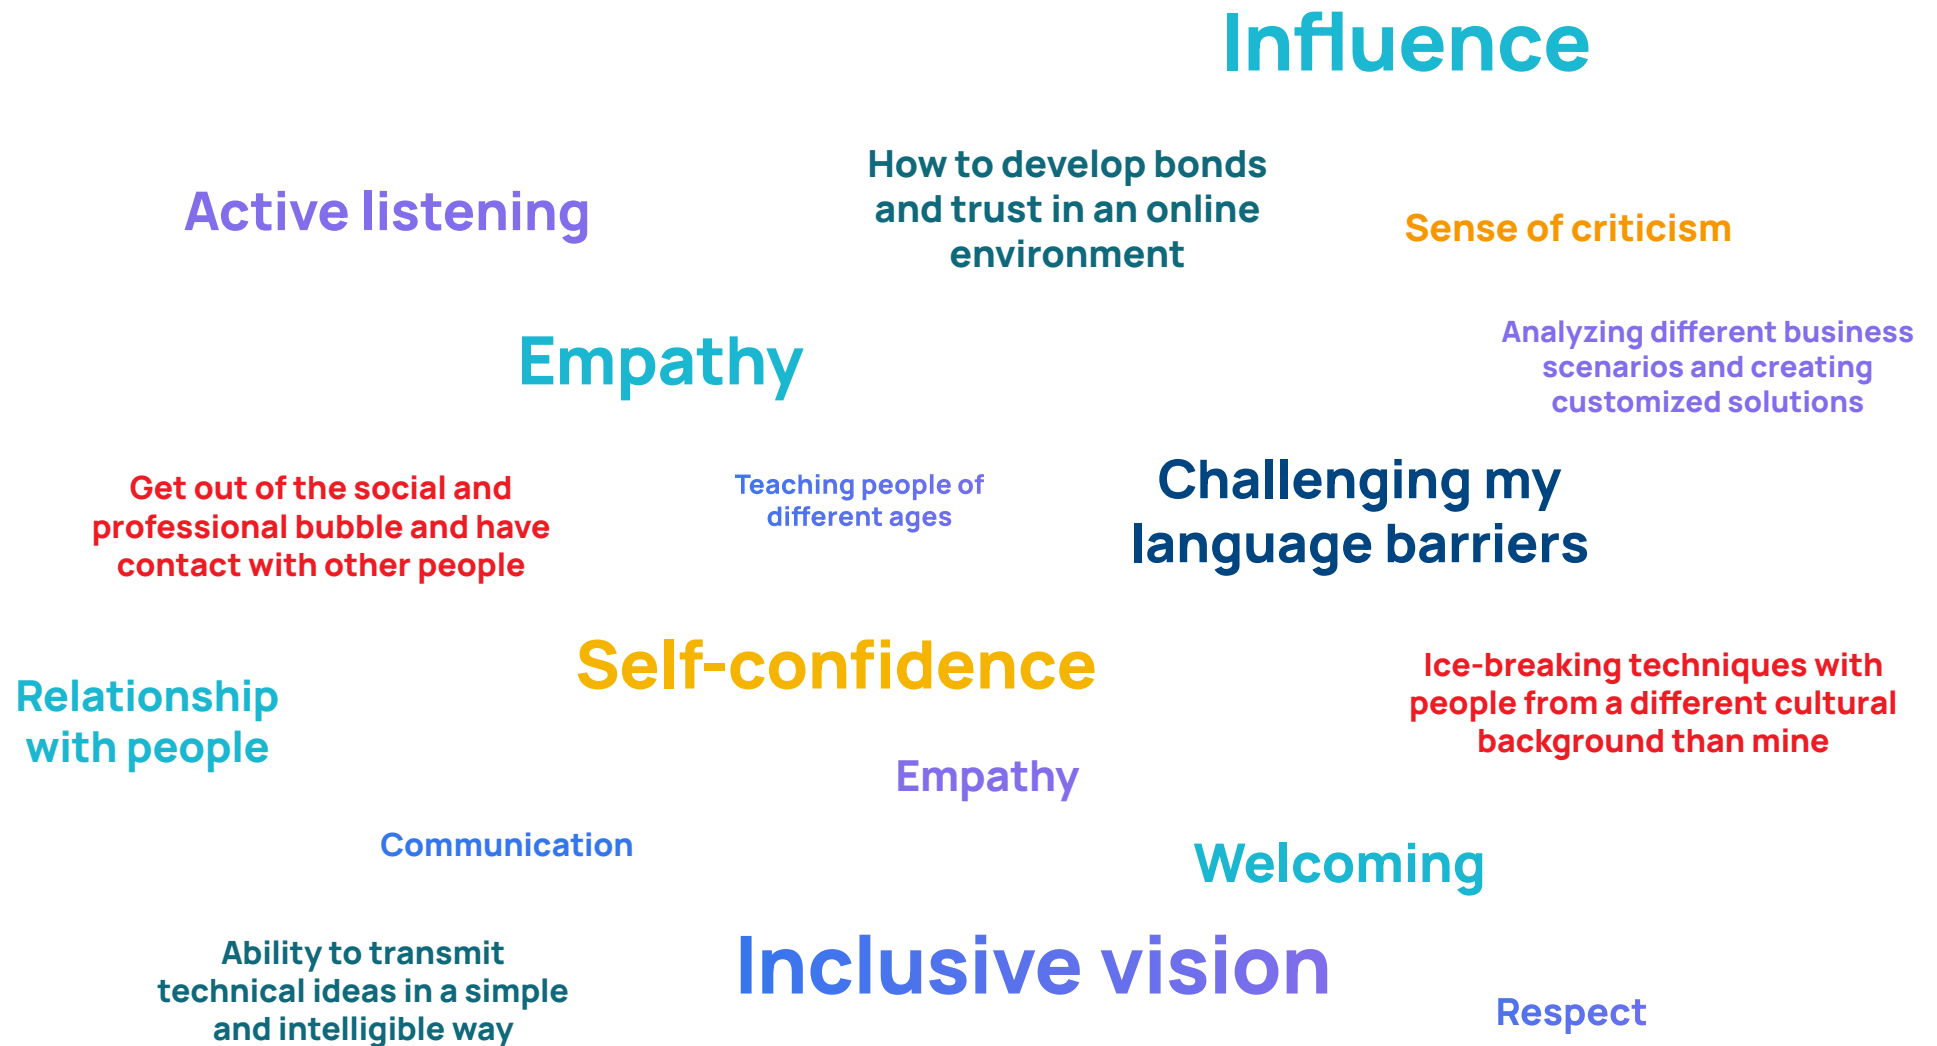 Influence
How to develop bonds
and trust in an online
environment
Active listening
Sense of criticism
Analyzing different business
scenarios and creating
customized solutions
Empathy
Get out of the social and
professional bubble and have
contact with other people
Teaching people of
different ages
Challenging my
language barriers
Self-confidence
Ice-breaking techniques with
people from a different cultural
background than mine
Relationship
with people
Empathy
Communication
Welcoming
Ability to transmit
technical ideas in a simple
and intelligible way
Inclusive vision
Respect